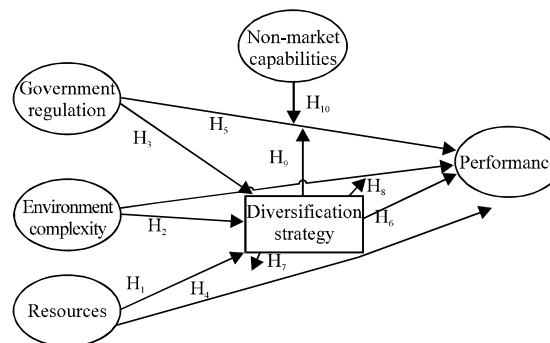 Non-market
capabilities
Government
regulation
H10
H5
H3
H9
Performance
H8
Environment
complexity
H2
Diversification
strategy
H6
H7
H1
H4
Resources